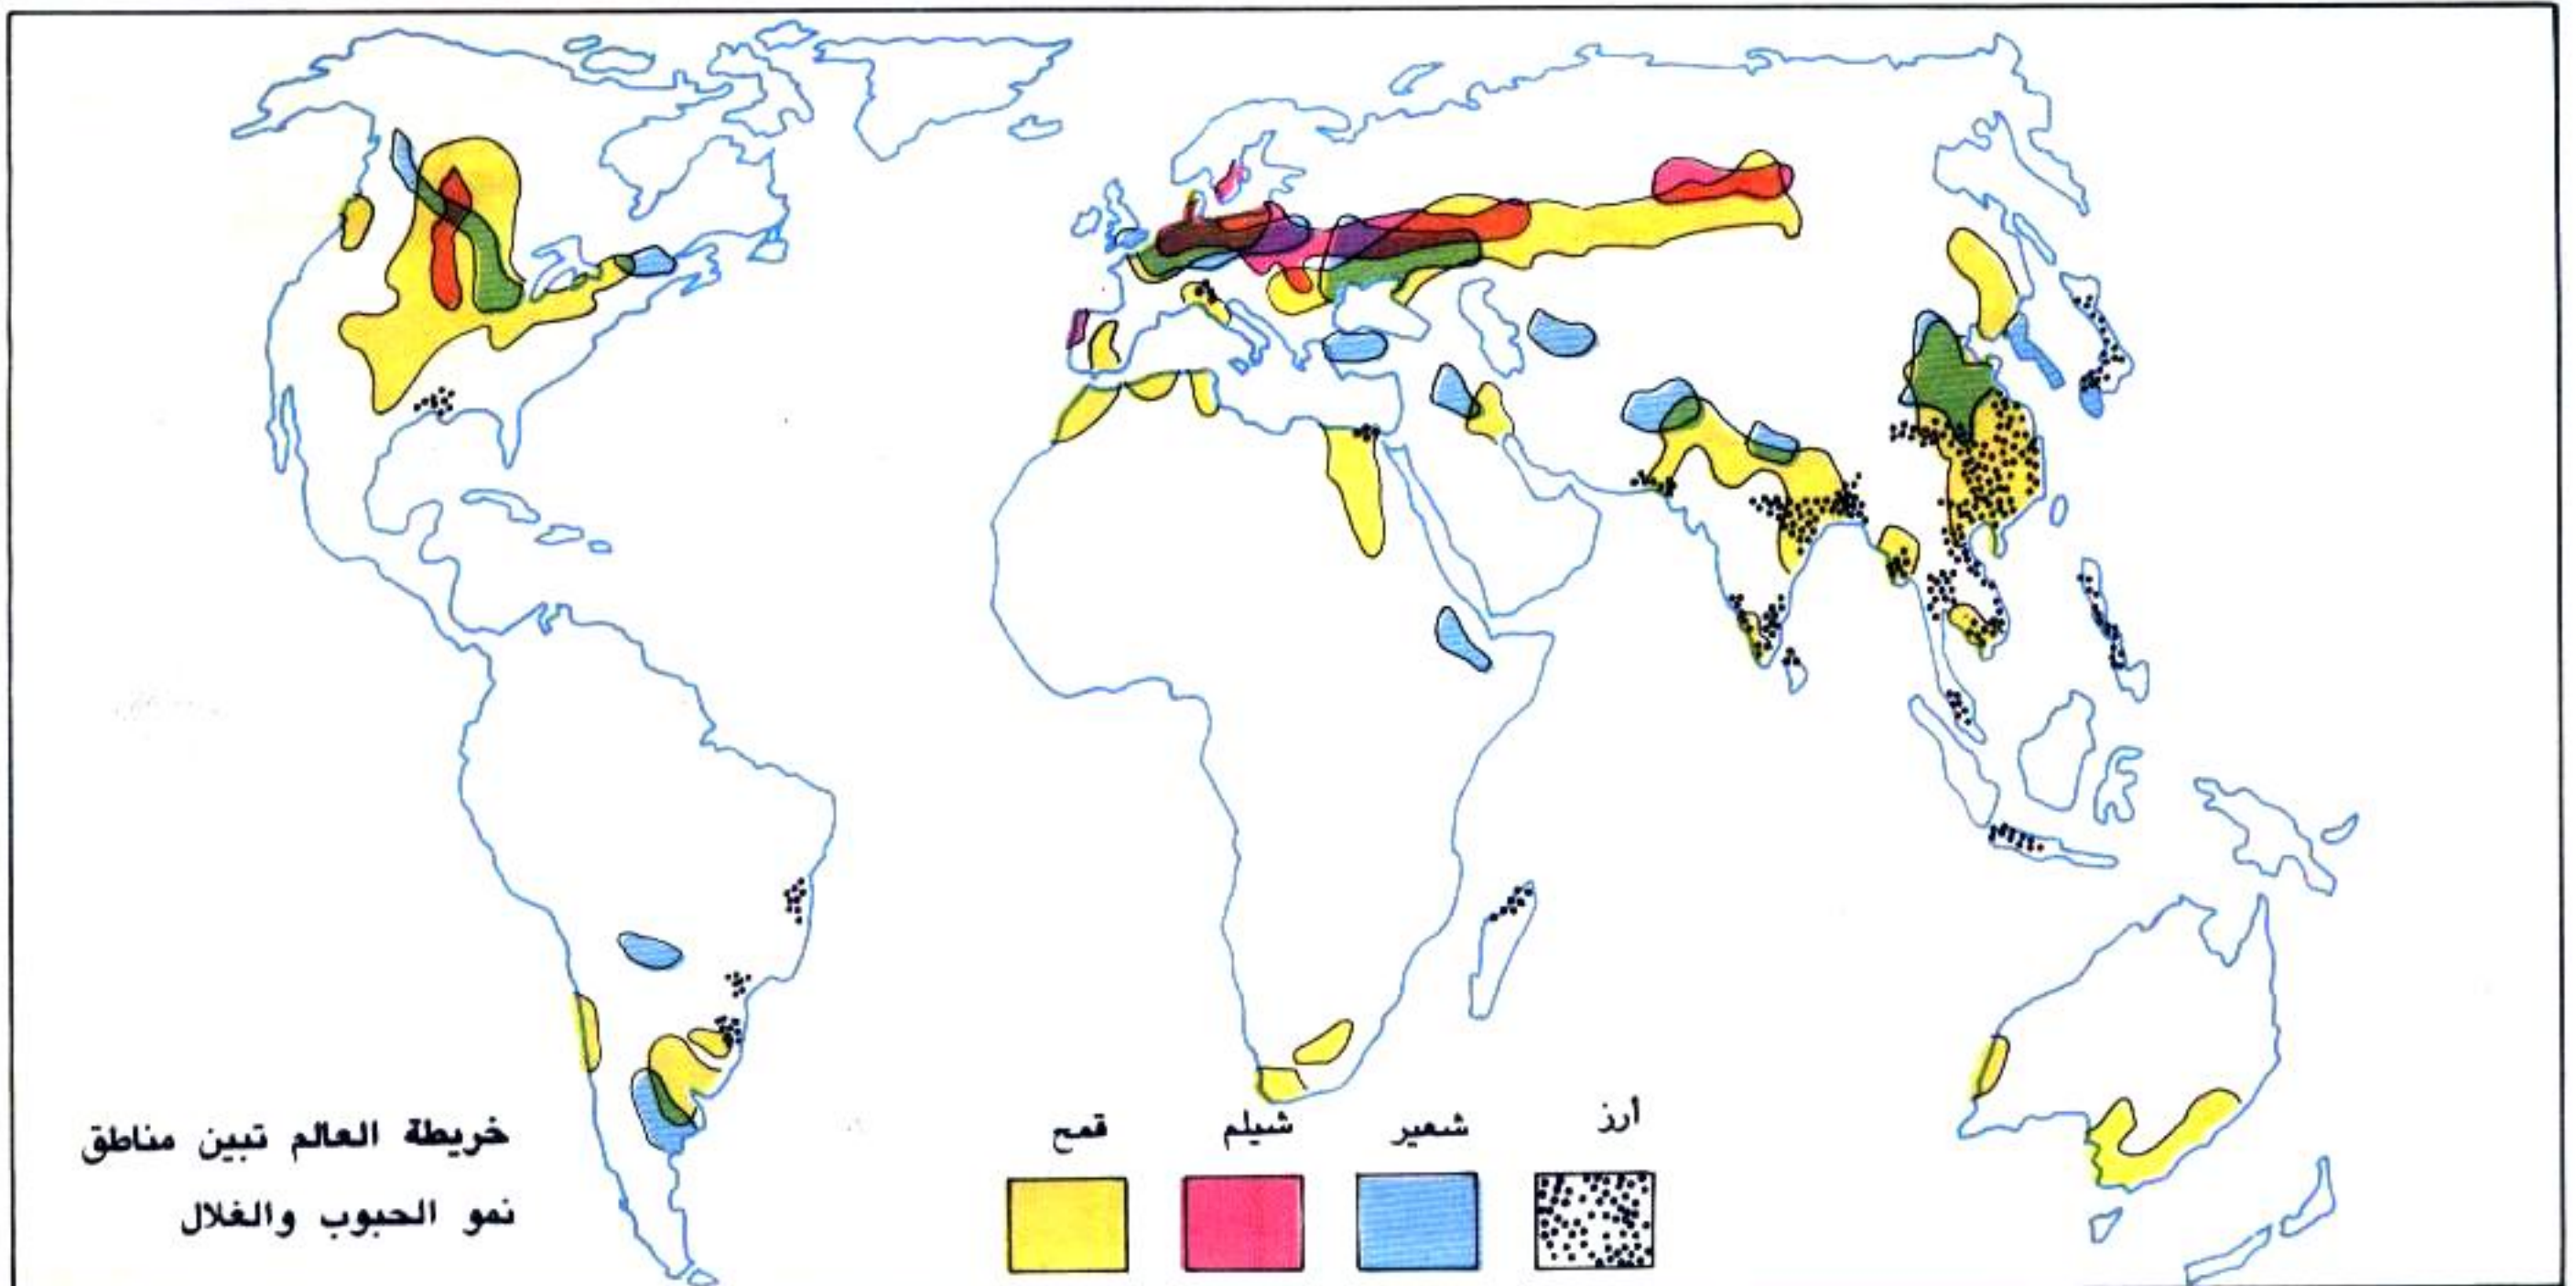 أرز
شعير
شيلم
قمح
خريطة العالم تبين مناطق
نمو الحبوب والغلال